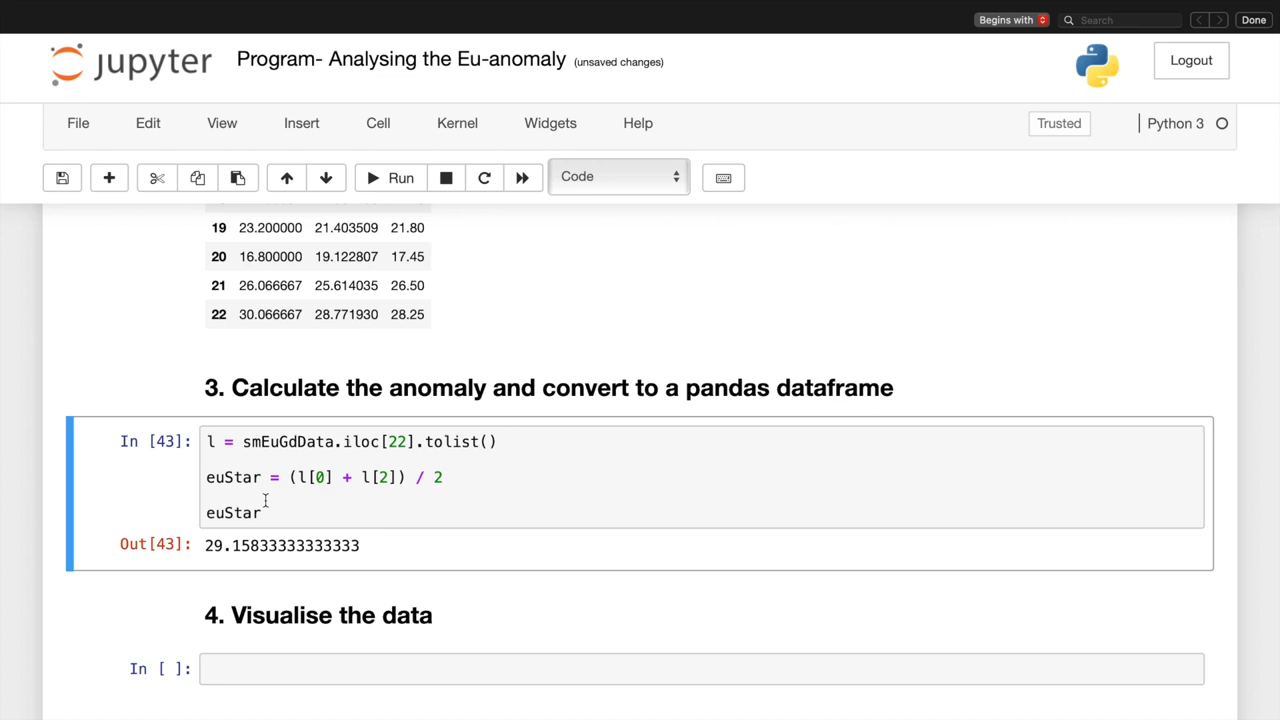 Begins with Search Done
jupyter Program- Analysing the Eu-anomaly (unsaved changes) Logout
File Edit View Insert Cell Kernel Widgets Help Trusted Python 3
Run Code
19 23.200000 21.403509 21.80
20 16.800000 19.122807 17.45
21 26.066667 25.614035 26.50
22 30.066667 28.771930 28.25
3. Calculate the anomaly and convert to a pandas dataframe
In [43]: l = smEuGdData.iloc[22].tolist()
euStar = (l[0] + l[2]) / 2
euStar
Out[43]: 29.15833333333333
4. Visualise the data
In [ ]: